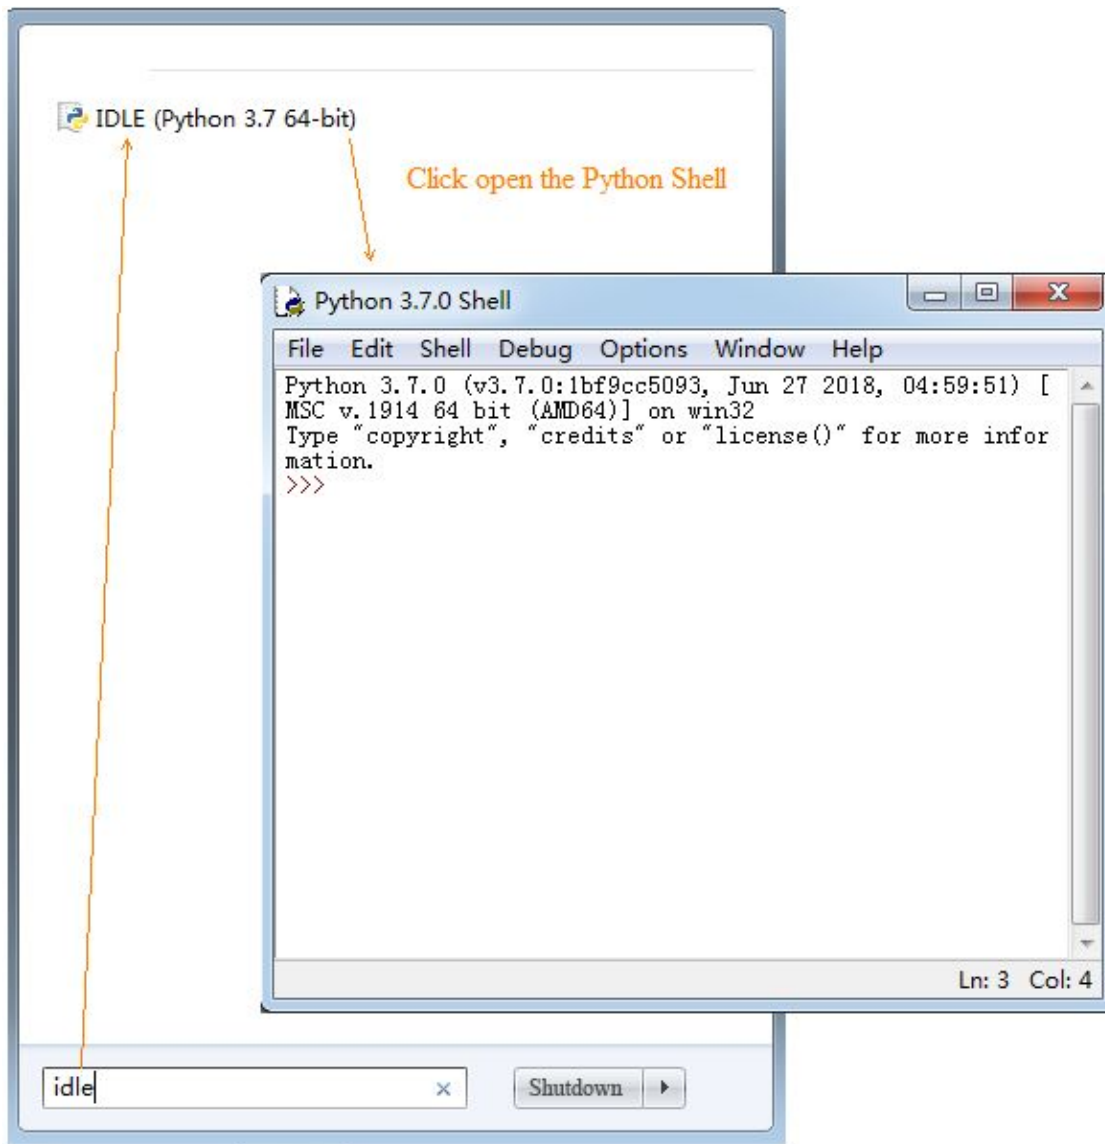 IDLE (Python 3.7 64-bit)
Click open the Python Shell
Python 3.7.0 Shell
File Edit Shell Debug Options Window Help
Python 3.7.0 (v3.7.0:1bf9cc5093, Jun 27 2018, 04:59:51) [
MSC v.1914 64 bit (AMD64)] on win32
Type "copyright", "credits" or "license()" for more infor
mation.
>>>
Ln: 3 Col: 4
idle
Shutdown